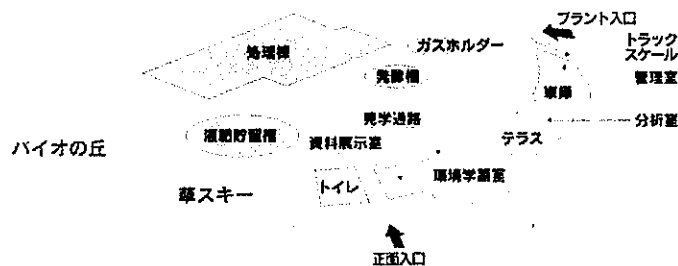 プラント入口
ガスホルダー
トラック
スケール
処理棟
発酵槽
管理室
車庫
見学通路
分析室
液肥貯留槽
資料展示室
テラス
バイオの丘
環境学習室
トイレ
草スキー
正面入口